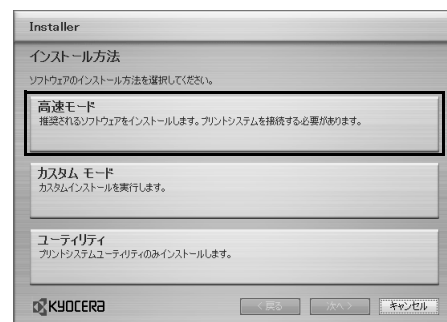 Installer
インストール方法
ソフトウェアのインストール方法を選択してください。
高速モード
推奨されるソフトウェアをインストールします。プリントシステムを接続する必要があります。
カスタム モード
カスタムインストールを実行します。
ユーティリティ
プリントシステムユーティリティのみインストールします。
KYOCERA
< 戻る
次へ >
キャンセル